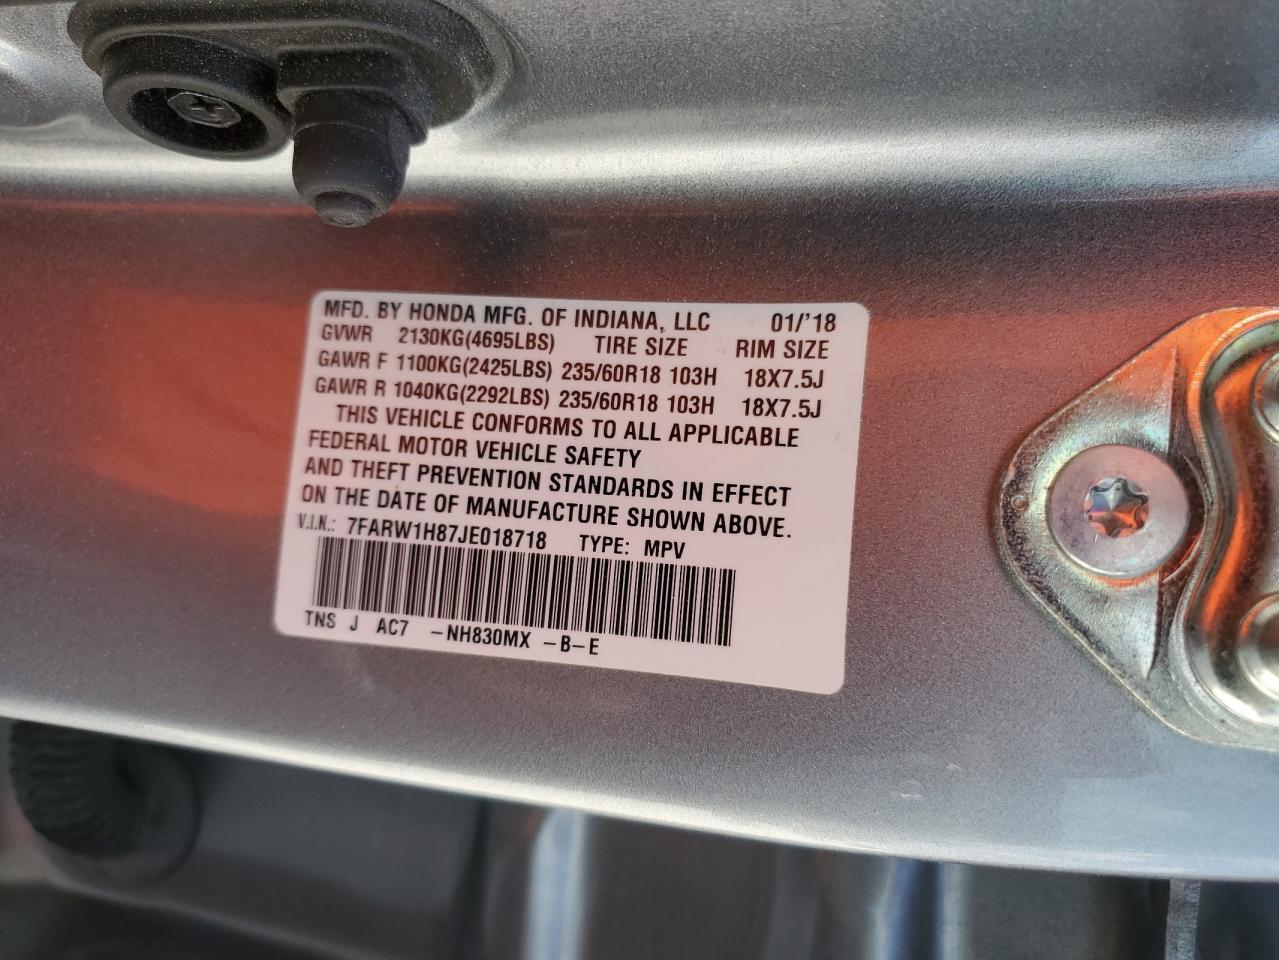 MFD. BY HONDA MFG. OF INDIANA, LLC 01/'18
GVWR 2130KG(4695LBS) TIRE SIZE RIM SIZE
GAWR F 1100KG(2425LBS) 235/60R18 103H 18X7.5J
GAWR R 1040KG(2292LBS) 235/60R18 103H 18X7.5J
THIS VEHICLE CONFORMS TO ALL APPLICABLE
FEDERAL MOTOR VEHICLE SAFETY
AND THEFT PREVENTION STANDARDS IN EFFECT
ON THE DATE OF MANUFACTURE SHOWN ABOVE.
V.I.N.: 7FARW1H87JE018718 TYPE: MPV
TNS J AC7 -NH830MX -B-E